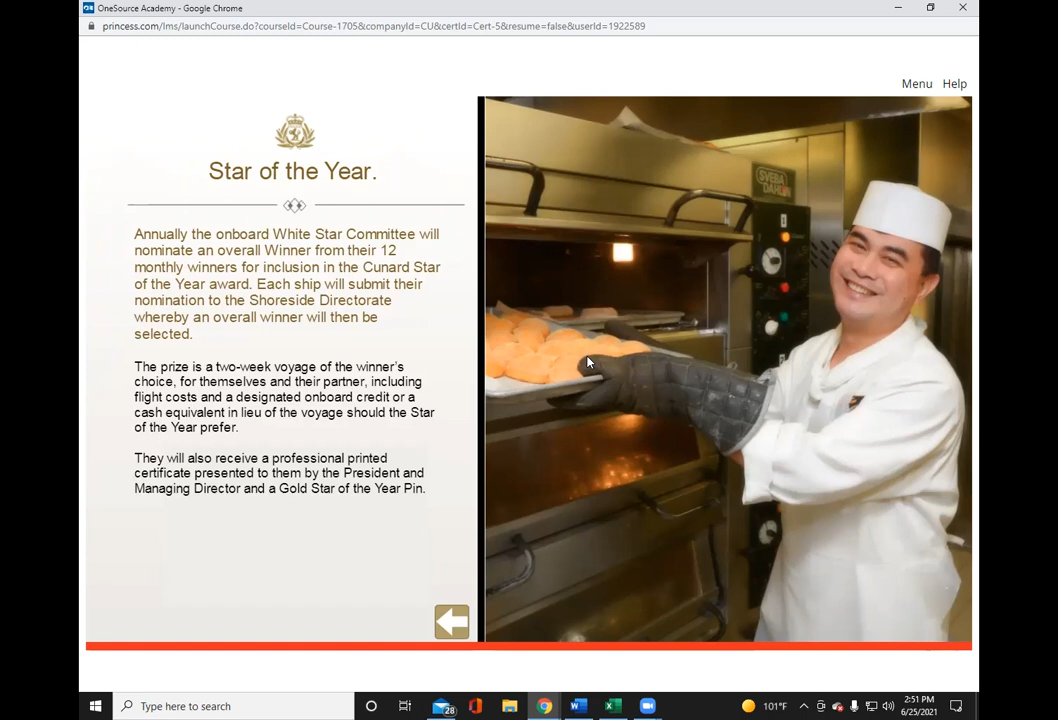 OneSource Academy - Google Chrome
princess.com/lms/launchCourse.do?courseId=Course-1705&companyId=CU&certId=Cert-5&resume=false&userId=1922589
Menu Help
Star of the Year.
Annually the onboard White Star Committee will
nominate an overall Winner from their 12
monthly winners for inclusion in the Cunard Star
of the Year award. Each ship will submit their
nomination to the Shoreside Directorate
whereby an overall winner will then be
selected.
The prize is a two-week voyage of the winner's
choice, for themselves and their partner, including
flight costs and a designated onboard credit or a
cash equivalent in lieu of the voyage should the Star
of the Year prefer.
They will also receive a professional printed
certificate presented to them by the President and
Managing Director and a Gold Star of the Year Pin.
SVEBA
DAHLIN
Type here to search
28
101°F
2:51 PM
6/25/2021